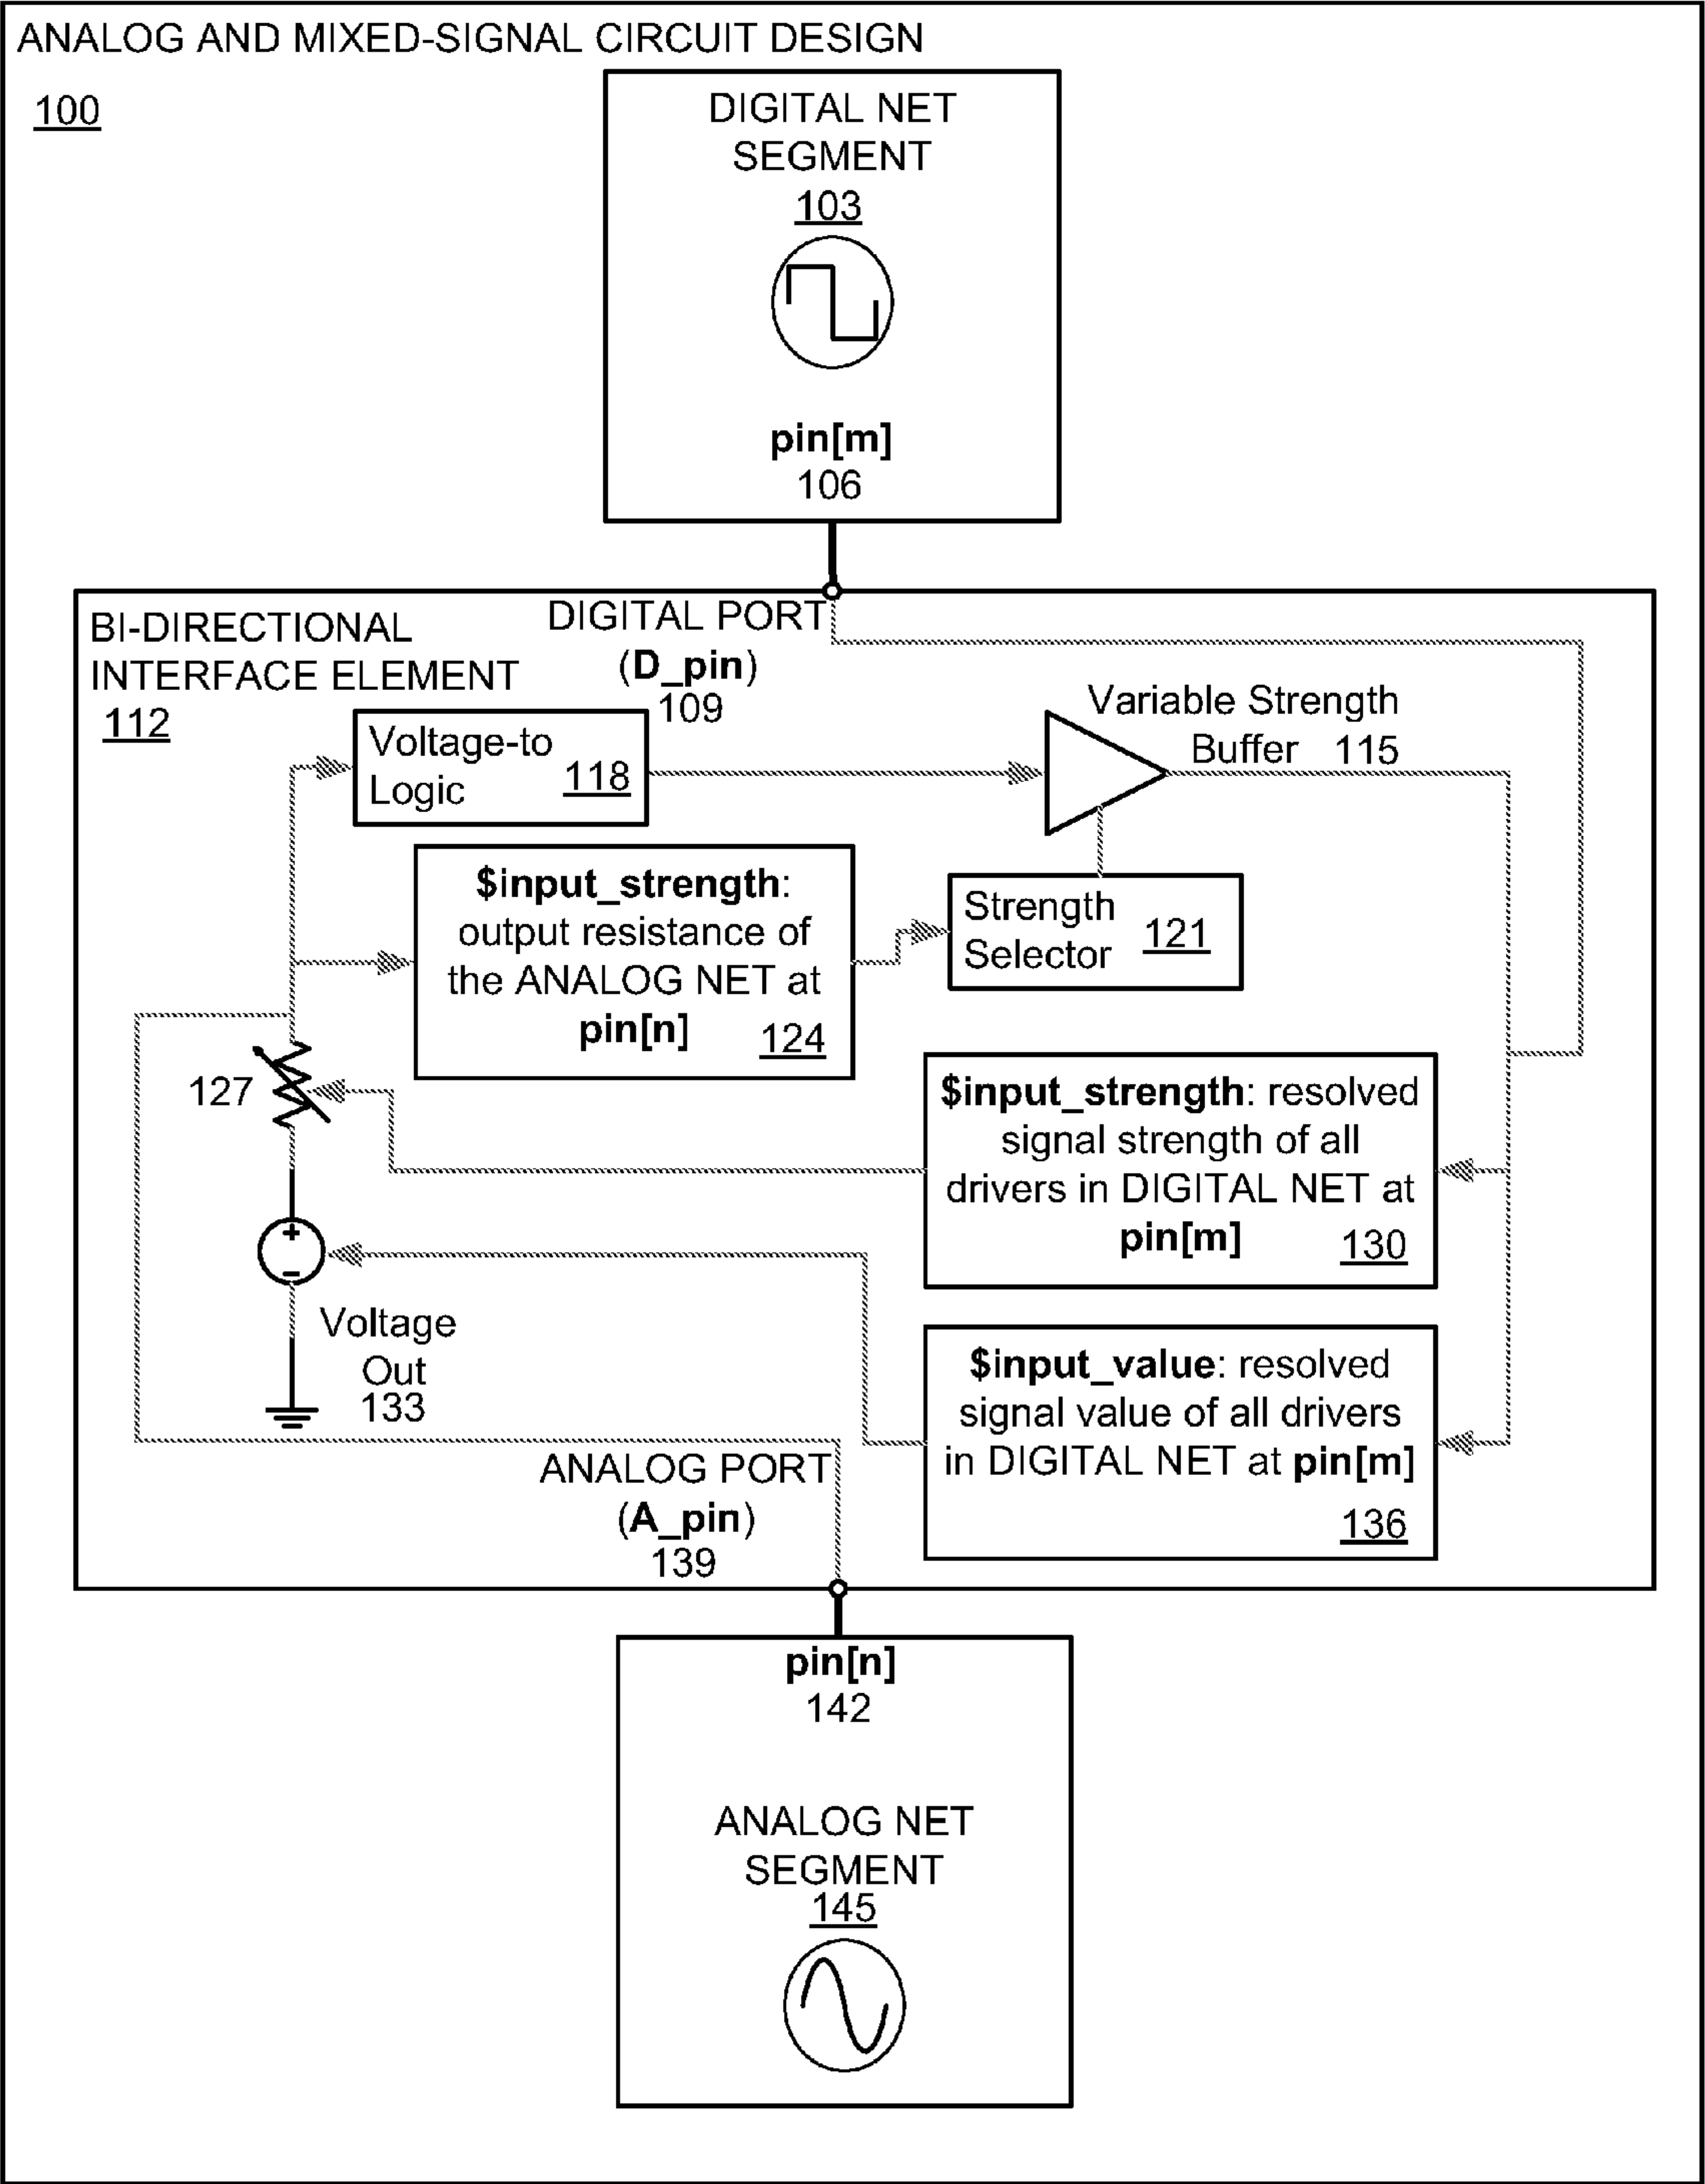 ANALOG AND MIXED-SIGNAL CIRCUIT DESIGN
100
DIGITAL NET
SEGMENT
103
pin[m]
106
BI-DIRECTIONAL
INTERFACE ELEMENT
112
DIGITAL PORT
(D_pin)
109
Variable Strength
Buffer 115
Voltage-to
Logic 118
$input_strength:
output resistance of
the ANALOG NET at
pin[n] 124
Strength
Selector 121
127
$input_strength: resolved
signal strength of all
drivers in DIGITAL NET at
pin[m] 130
+
−
Voltage
Out
133
$input_value: resolved
signal value of all drivers
in DIGITAL NET at pin[m]
136
ANALOG PORT
(A_pin)
139
pin[n]
142
ANALOG NET
SEGMENT
145